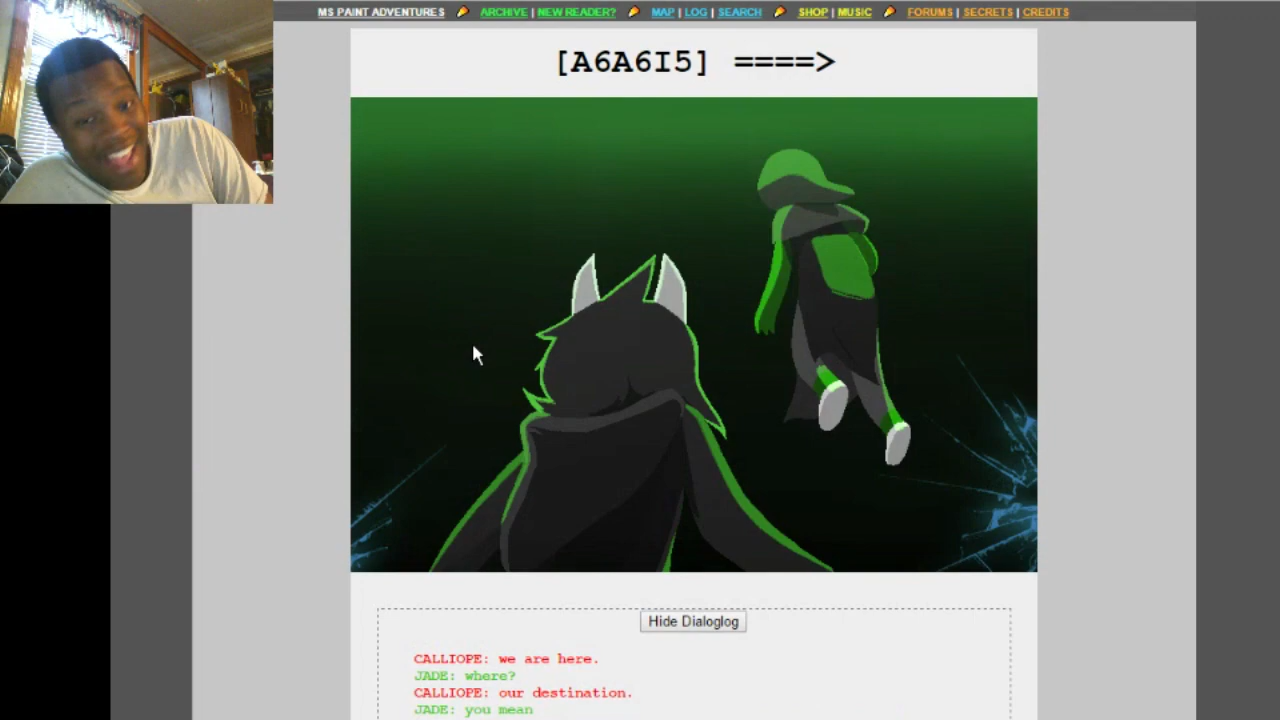 MS PAINT ADVENTURES ARCHIVE | NEW READER? MAP | LOG | SEARCH SHOP | MUSIC FORUMS | SECRETS | CREDITS
[A6A6I5] ====>
Hide Dialoglog
CALLIOPE: we are here.
JADE: where?
CALLIOPE: our destination.
JADE: you mean